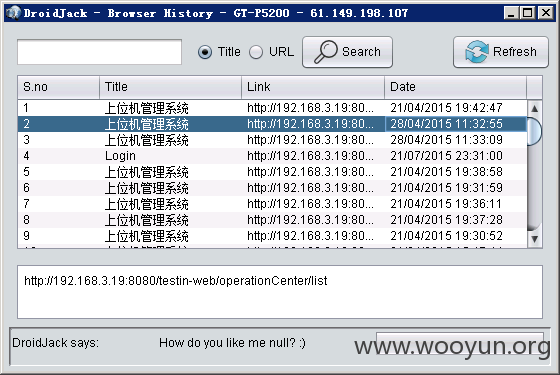 DroidJack - Browser History - GT-P5200 - 61.149.198.107
Title URL Search Refresh
S.no Title Link Date
1 上位机管理系统 http://192.168.3.19:80... 21/04/2015 19:42:47
2 上位机管理系统 http://192.168.3.19:80... 28/04/2015 11:32:55
3 上位机管理系统 http://192.168.3.19:80... 28/04/2015 11:33:09
4 Login http://192.168.3.19:80... 21/07/2015 23:31:00
5 上位机管理系统 http://192.168.3.19:80... 21/04/2015 19:38:58
6 上位机管理系统 http://192.168.3.19:80... 21/04/2015 19:31:59
7 上位机管理系统 http://192.168.3.19:80... 21/04/2015 19:36:11
8 上位机管理系统 http://192.168.3.19:80... 21/04/2015 19:37:28
9 上位机管理系统 http://192.168.3.19:80... 21/04/2015 19:30:52
http://192.168.3.19:8080/testin-web/operationCenter/list
DroidJack says: How do you like me null? :)
www.wooyun.org